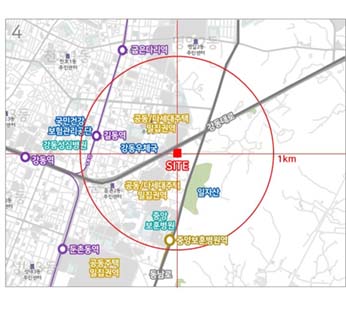 4
굽은다리역
국민건강
보험관리공단
강동성심병원
길동역
공동/다세대주택
밀집권역
강동대로
강동우체국
강동역
SITE
1km
공동/다세대주택
밀집권역
일자산
중앙
보훈병원
중앙보훈병원역
둔촌동역
공동주택
밀집권역
동남로